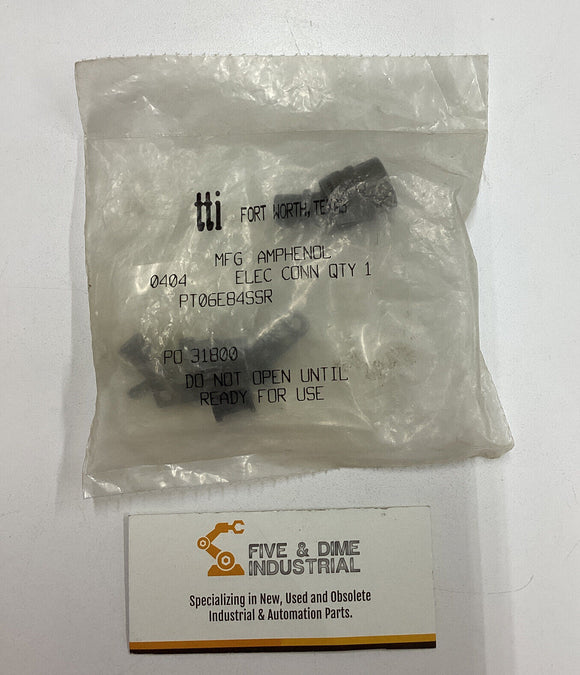 tti FORT WORTH, TEXAS
MFG AMPHENOL
0404 ELEC CONN QTY 1
PT06E84SSR
PO 31800
DO NOT OPEN UNTIL
READY FOR USE
FIVE & DIME
INDUSTRIAL
Specializing in New, Used and Obsolete
Industrial & Automation Parts.